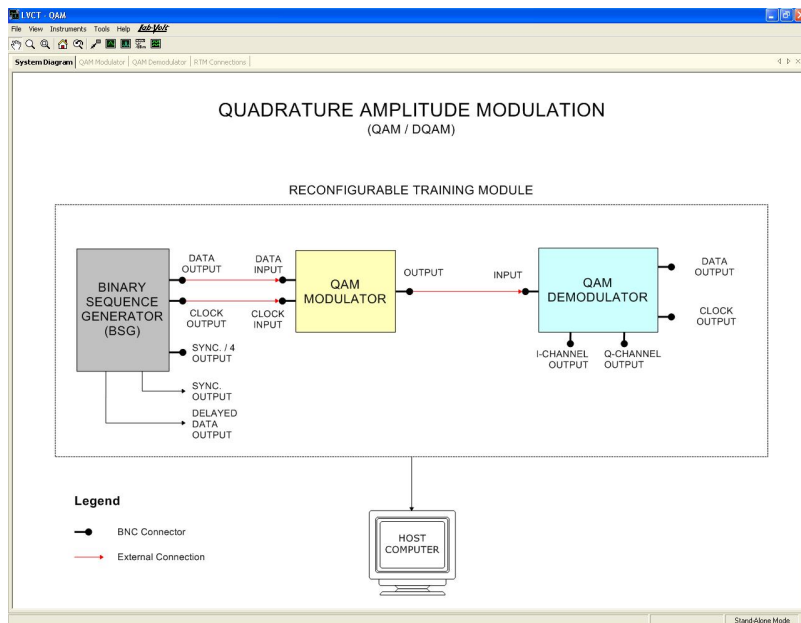 LVCT - QAM
File View Instruments Tools Help Lab-Volt
System Diagram QAM Modulator QAM Demodulator RTM Connections
QUADRATURE AMPLITUDE MODULATION
(QAM / DQAM)
RECONFIGURABLE TRAINING MODULE
BINARY
SEQUENCE
GENERATOR
(BSG)
DATA
OUTPUT
DATA
INPUT
CLOCK
OUTPUT
CLOCK
INPUT
SYNC. / 4
OUTPUT
SYNC.
OUTPUT
DELAYED
DATA
OUTPUT
QAM
MODULATOR
OUTPUT
INPUT
QAM
DEMODULATOR
DATA
OUTPUT
CLOCK
OUTPUT
I-CHANNEL
OUTPUT
Q-CHANNEL
OUTPUT
Legend
BNC Connector
External Connection
HOST
COMPUTER
Stand-Alone Mode